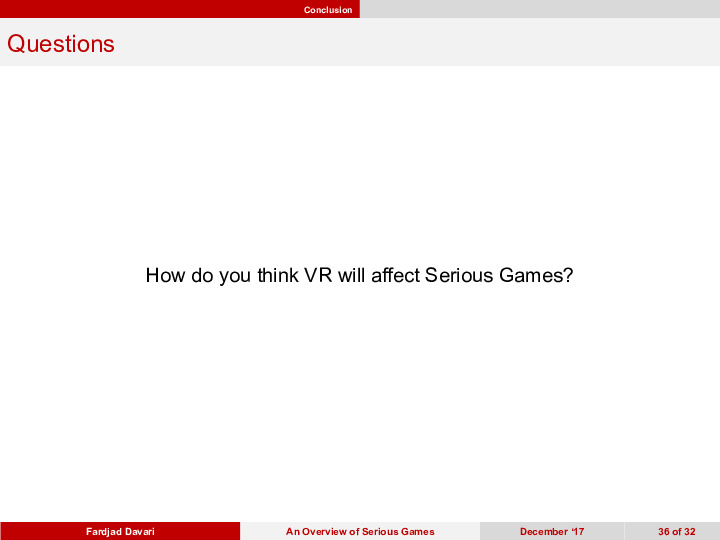 Conclusion
Questions
How do you think VR will affect Serious Games?
Fardjad Davari
An Overview of Serious Games
December ‘17
36 of 32